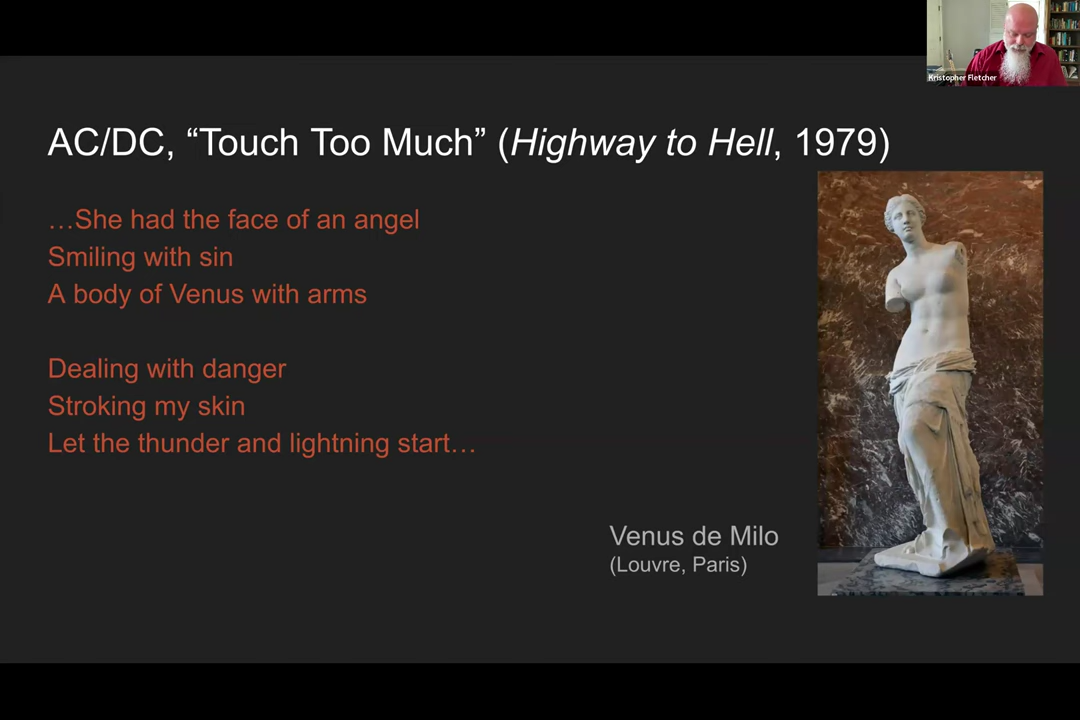 Kristopher Fletcher
AC/DC, “Touch Too Much” (Highway to Hell, 1979)
…She had the face of an angel
Smiling with sin
A body of Venus with arms
Dealing with danger
Stroking my skin
Let the thunder and lightning start…
Venus de Milo
(Louvre, Paris)